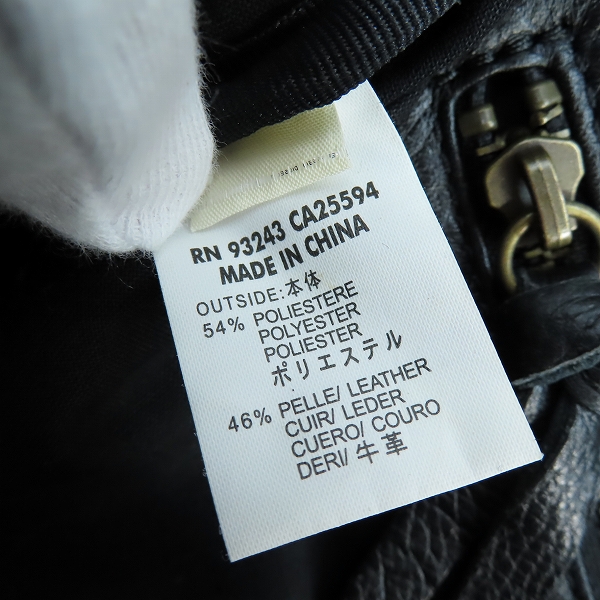 RN 93243 CA25594
MADE IN CHINA
OUTSIDE:本体
54% POLIESTERE
POLYESTER
POLIESTER
ポリエステル
46% PELLE/ LEATHER
CUIR/ LEDER
CUERO/ COURO
DERI/ 牛革